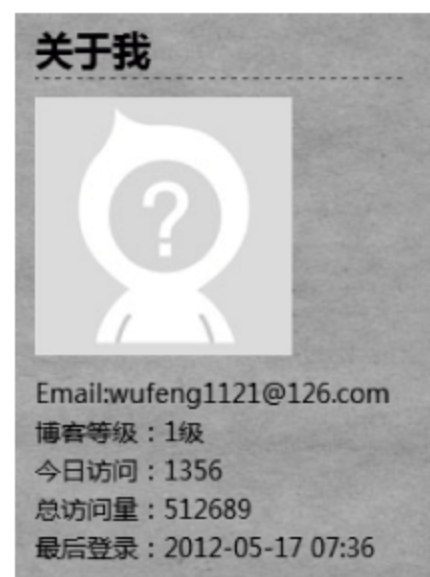 关于我
?
Email:wufeng1121@126.com
博客等级：1级
今日访问：1356
总访问量：512689
最后登录：2012-05-17 07:36